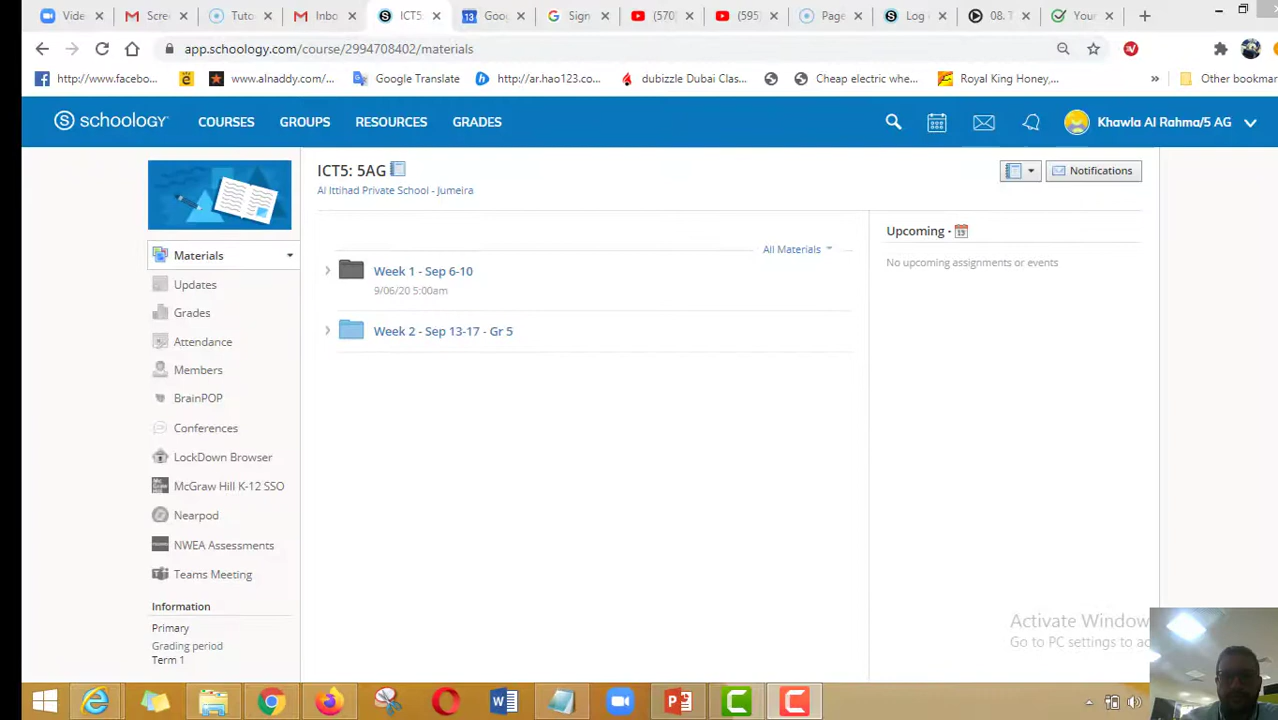 Vide
Scre
Tuto
Inbo
ICT5:
Goo
Sign
(570)
(595)
Page
Log
08. T
Your
app.schoology.com/course/2994708402/materials
http://www.facebo...
www.alnaddy.com/...
Google Translate
http://ar.hao123.co...
dubizzle Dubai Clas...
Cheap electric whe...
Royal King Honey,...
»
Other bookmar
schoology
COURSES
GROUPS
RESOURCES
GRADES
Khawla Al Rahma/5 AG
ICT5: 5AG
Al Ittihad Private School - Jumeira
Notifications
Materials
Updates
Grades
Attendance
Members
BrainPOP
Conferences
LockDown Browser
McGraw Hill K-12 SSO
Nearpod
NWEA Assessments
Teams Meeting
Information
Primary
Grading period
Term 1
All Materials
Week 1 - Sep 6-10
9/06/20 5:00am
Week 2 - Sep 13-17 - Gr 5
Upcoming · 13
No upcoming assignments or events
Activate Window
Go to PC settings to ac